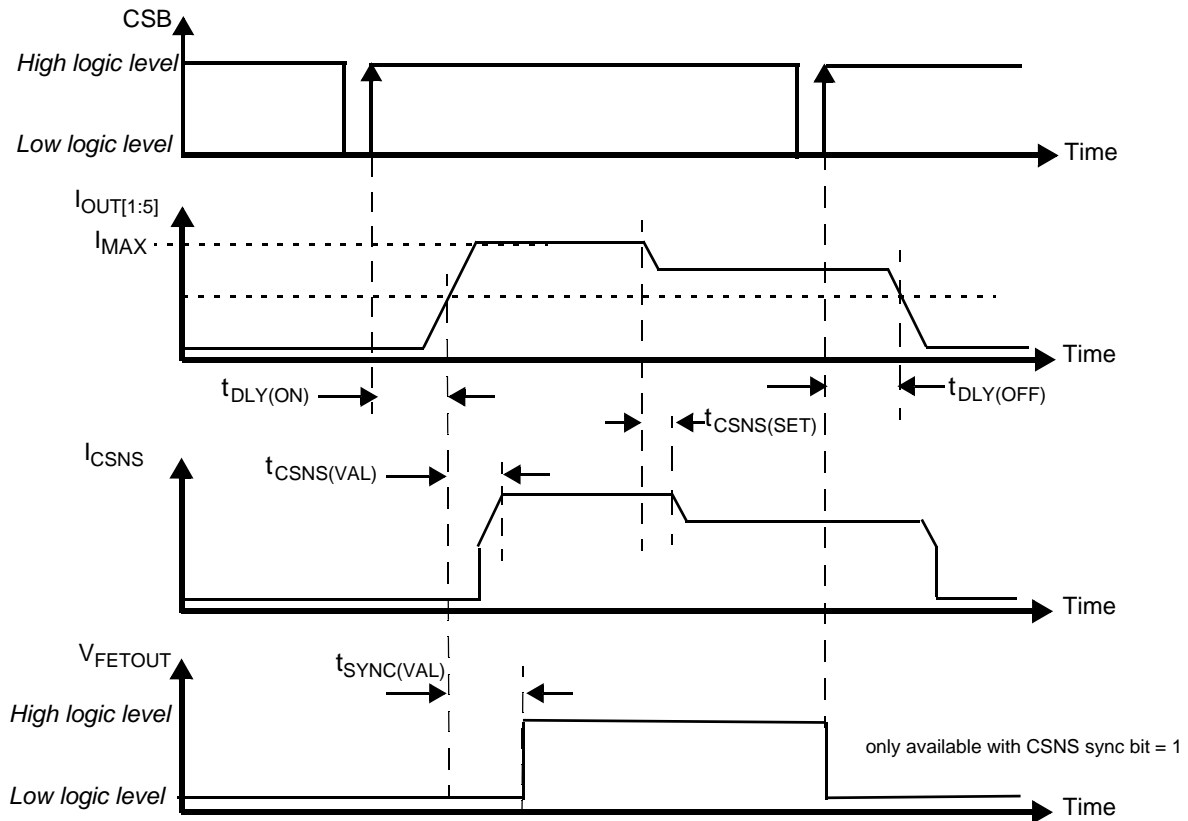 CSB
High logic level
Low logic level
Time
IOUT[1:5]
IMAX
Time
tDLY(ON)
tDLY(OFF)
tCSNS(SET)
ICSNS
tCSNS(VAL)
Time
VFETOUT
tSYNC(VAL)
High logic level
only available with CSNS sync bit = 1
Low logic level
Time